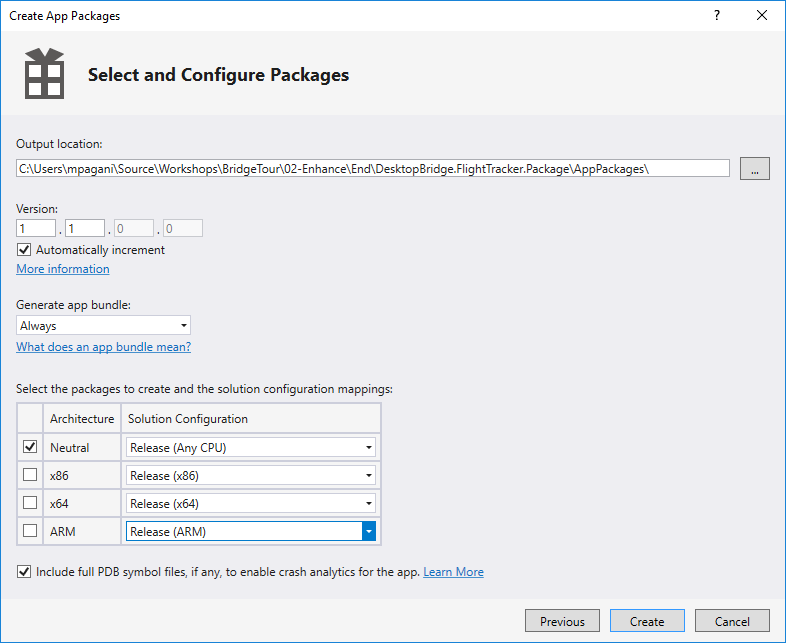 Create App Packages
?
Select and Configure Packages
Output location:
C:\Users\mpagani\Source\Workshops\BridgeTour\02-Enhance\End\DesktopBridge.FlightTracker.Package\AppPackages\ ...
Version:
1 . 1 . 0 . 0
Automatically increment
More information
Generate app bundle:
Always
What does an app bundle mean?
Select the packages to create and the solution configuration mappings:
Architecture Solution Configuration
Neutral Release (Any CPU)
x86 Release (x86)
x64 Release (x64)
ARM Release (ARM)
Include full PDB symbol files, if any, to enable crash analytics for the app. Learn More
Previous Create Cancel